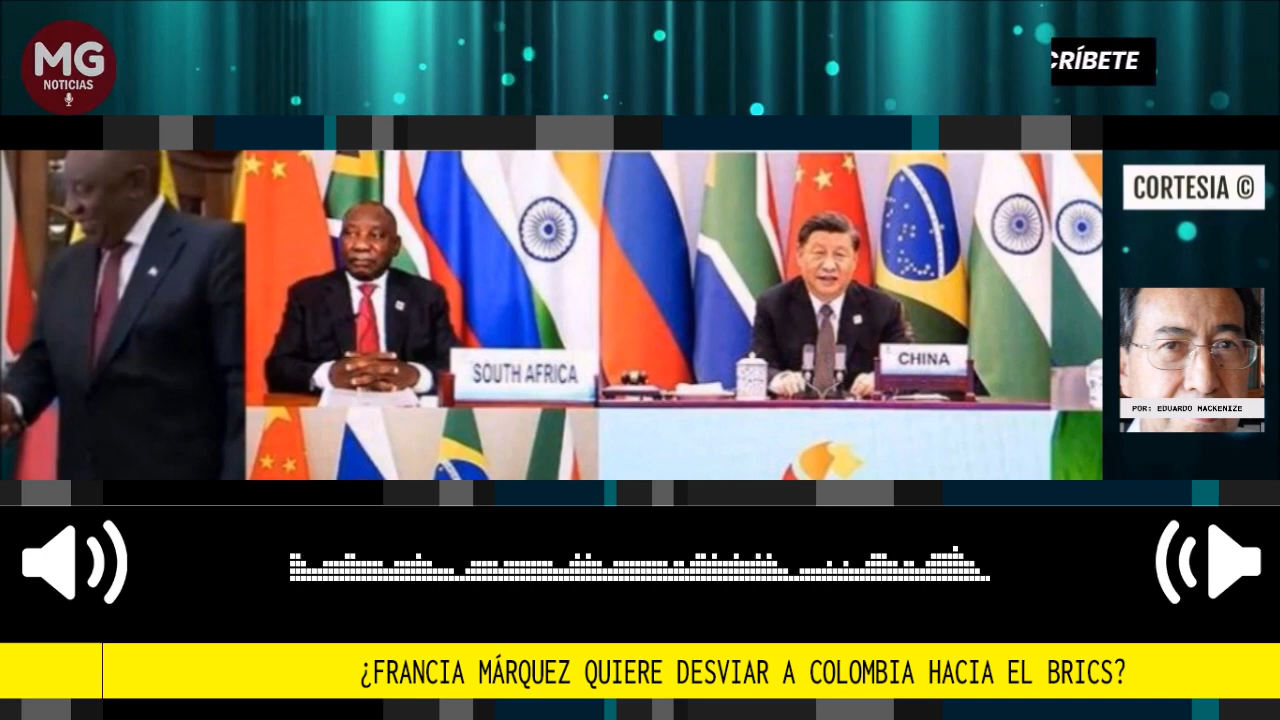 MG
NOTICIAS
CRÍBETE
CORTESIA ©
SOUTH AFRICA
CHINA
POR: EDUARDO MACKENIZE
¿FRANCIA MÁRQUEZ QUIERE DESVIAR A COLOMBIA HACIA EL BRICS?